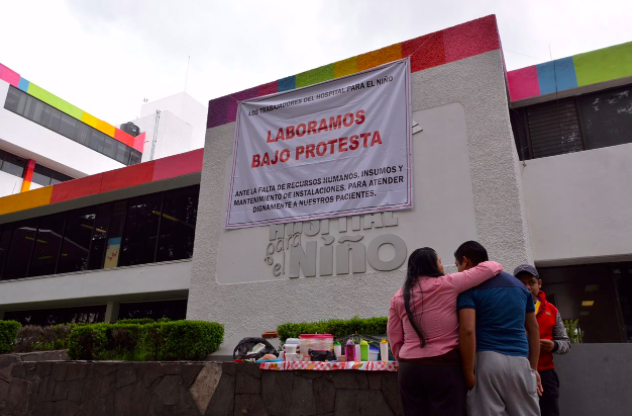 LOS TRABAJADORES DEL HOSPITAL PARA EL NIÑO
LABORAMOS
BAJO PROTESTA
ANTE LA FALTA DE RECURSOS HUMANOS, INSUMOS Y
MANTENIMIENTO DE INSTALACIONES, PARA ATENDER
DIGNAMENTE A NUESTROS PACIENTES.
HOSPITAL
para
el NIÑO